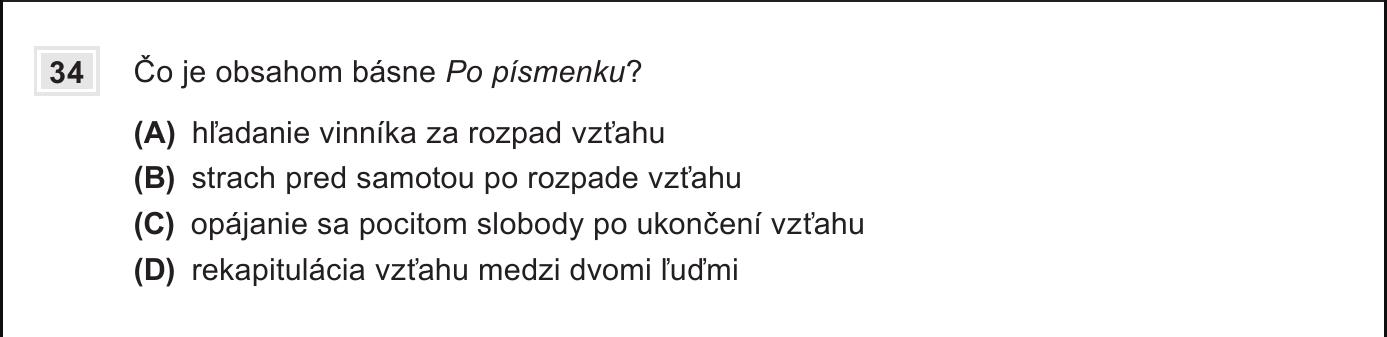 34 Čo je obsahom básne Po písmenku?
(A) hľadanie vinníka za rozpad vzťahu
(B) strach pred samotou po rozpade vzťahu
(C) opájanie sa pocitom slobody po ukončení vzťahu
(D) rekapitulácia vzťahu medzi dvomi ľuďmi